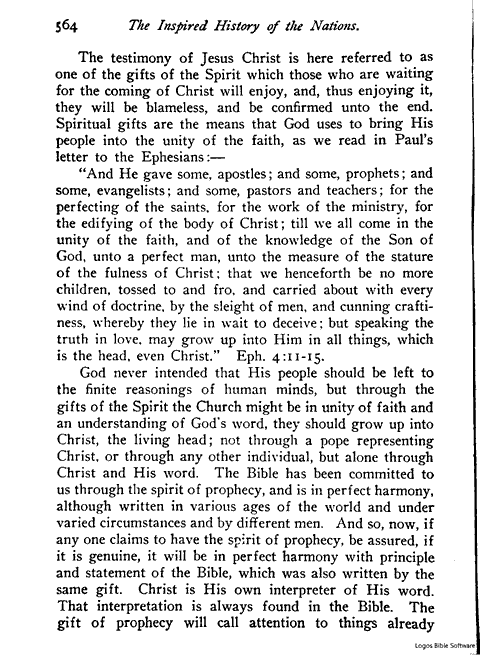 564 The Inspired History of the Nations.
The testimony of Jesus Christ is here referred to as
one of the gifts of the Spirit which those who are waiting
for the coming of Christ will enjoy, and, thus enjoying it,
they will be blameless, and be confirmed unto the end.
Spiritual gifts are the means that God uses to bring His
people into the unity of the faith, as we read in Paul's
letter to the Ephesians:—
"And He gave some, apostles; and some, prophets; and
some, evangelists; and some, pastors and teachers; for the
perfecting of the saints, for the work of the ministry, for
the edifying of the body of Christ; till we all come in the
unity of the faith, and of the knowledge of the Son of
God, unto a perfect man, unto the measure of the stature
of the fulness of Christ; that we henceforth be no more
children, tossed to and fro, and carried about with every
wind of doctrine, by the sleight of men, and cunning crafti-
ness, whereby they lie in wait to deceive; but speaking the
truth in love, may grow up into Him in all things, which
is the head, even Christ." Eph. 4:11-15.
God never intended that His people should be left to
the finite reasonings of human minds, but through the
gifts of the Spirit the Church might be in unity of faith and
an understanding of God's word, they should grow up into
Christ, the living head; not through a pope representing
Christ, or through any other individual, but alone through
Christ and His word. The Bible has been committed to
us through the spirit of prophecy, and is in perfect harmony,
although written in various ages of the world and under
varied circumstances and by different men. And so, now, if
any one claims to have the spirit of prophecy, be assured, if
it is genuine, it will be in perfect harmony with principle
and statement of the Bible, which was also written by the
same gift. Christ is His own interpreter of His word.
That interpretation is always found in the Bible. The
gift of prophecy will call attention to things already
Logos Bible Software